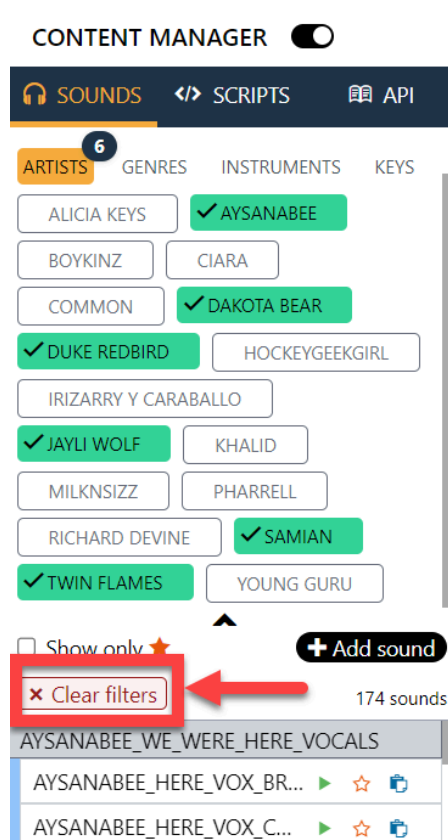 CONTENT MANAGER
SOUNDS </> SCRIPTS API
6
ARTISTS GENRES INSTRUMENTS KEYS
ALICIA KEYS AYSANABEE
BOYKINZ CIARA
COMMON DAKOTA BEAR
DUKE REDBIRD HOCKEYGEEKGIRL
IRIZARRY Y CARABALLO
JAYLI WOLF KHALID
MILKNSIZZ PHARRELL
RICHARD DEVINE SAMIAN
TWIN FLAMES YOUNG GURU
Show only + Add sound
× Clear filters 174 sounds
AYSANABEE_WE_WERE_HERE_VOCALS
AYSANABEE_HERE_VOX_BR...
AYSANABEE_HERE_VOX_C...